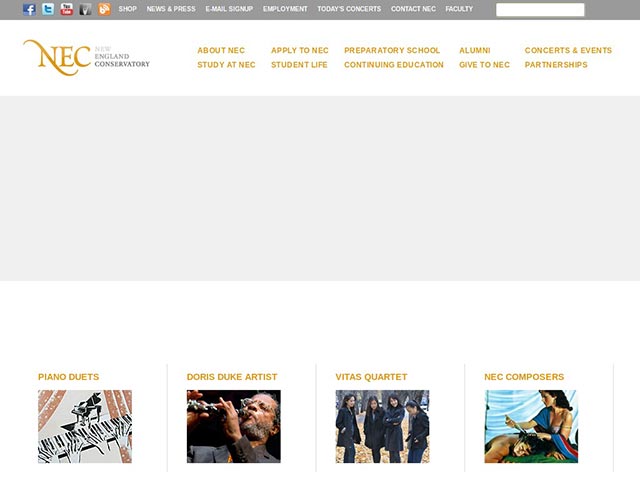 SHOP NEWS & PRESS E-MAIL SIGNUP EMPLOYMENT TODAY'S CONCERTS CONTACT NEC FACULTY
NEC NEW
ENGLAND
CONSERVATORY
ABOUT NEC APPLY TO NEC PREPARATORY SCHOOL ALUMNI CONCERTS & EVENTS
STUDY AT NEC STUDENT LIFE CONTINUING EDUCATION GIVE TO NEC PARTNERSHIPS
PIANO DUETS DORIS DUKE ARTIST VITAS QUARTET NEC COMPOSERS